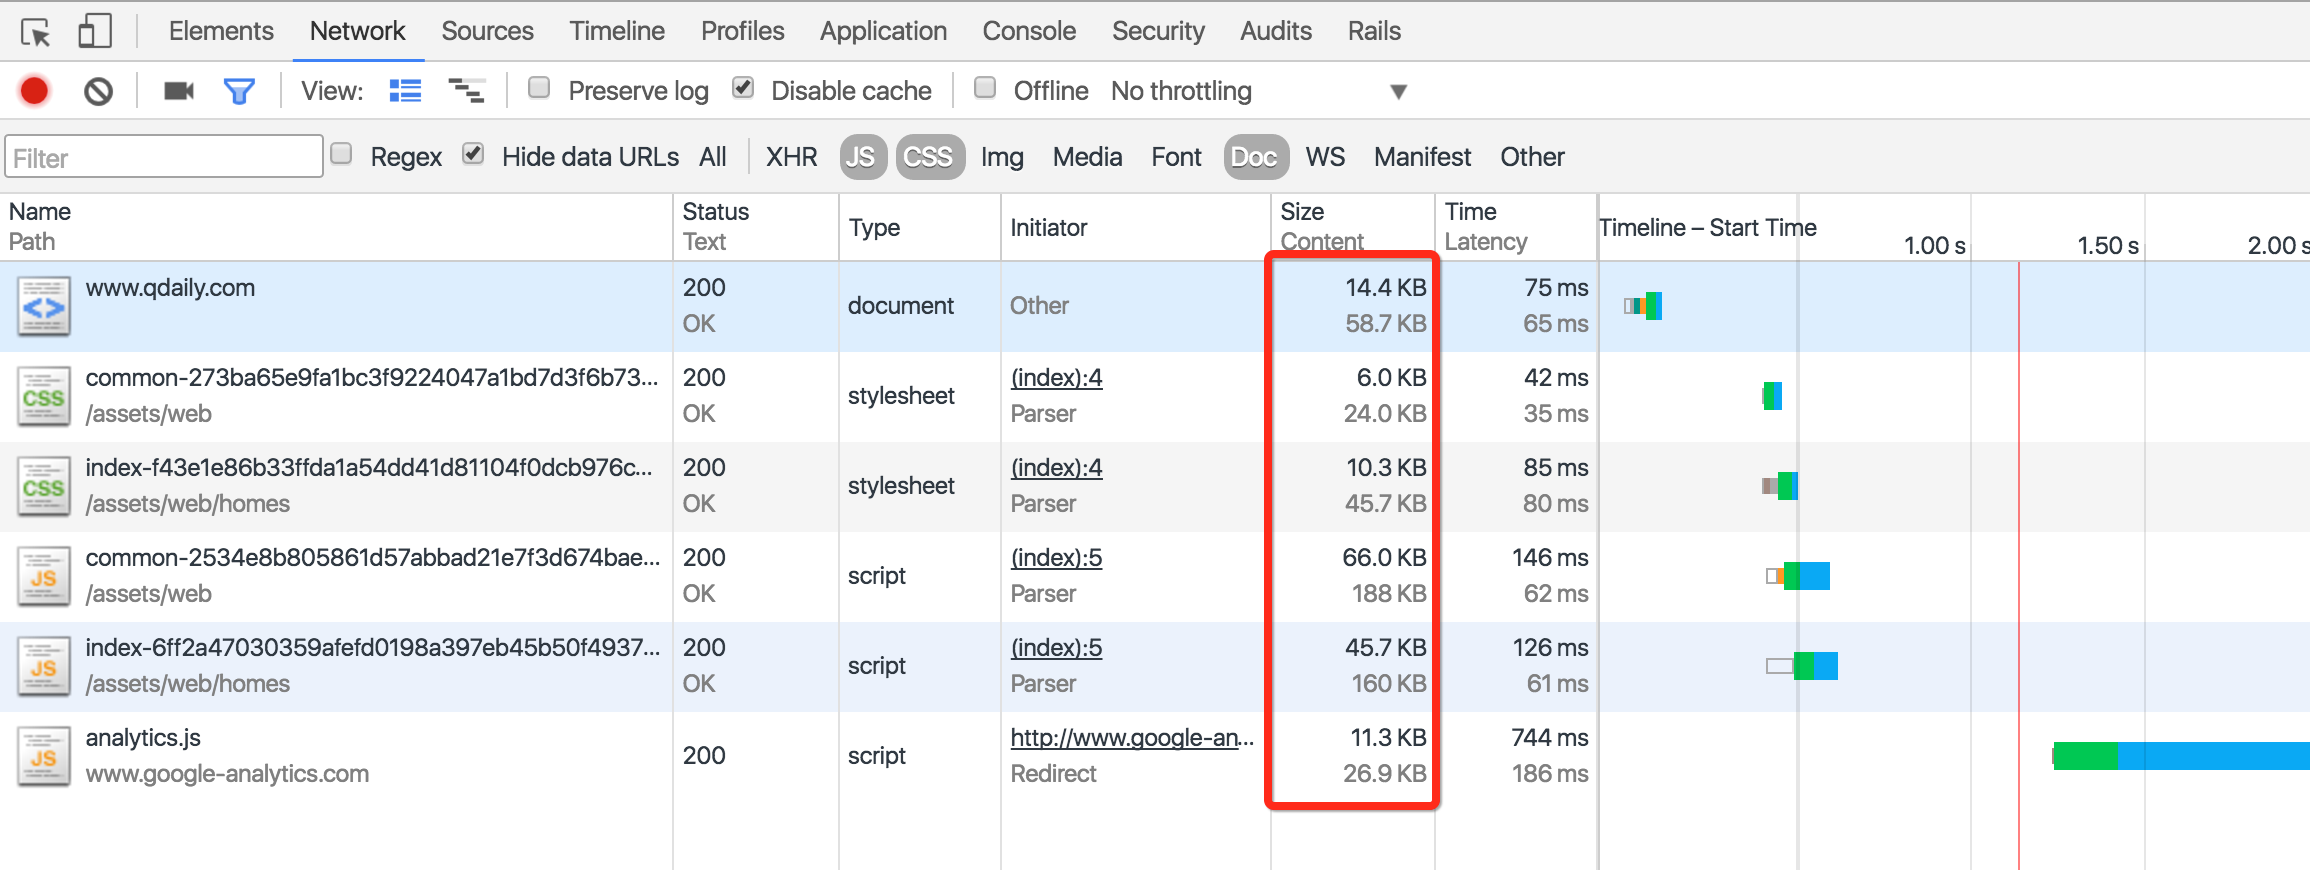 Elements Network Sources Timeline Profiles Application Console Security Audits Rails
View: Preserve log Disable cache Offline No throttling
Filter Regex Hide data URLs All XHR JS CSS Img Media Font Doc WS Manifest Other
Name Status Type Initiator Size Time Timeline – Start Time
Path Text Content Latency 1.00 s 1.50 s 2.00 s
www.qdaily.com 200 document Other 14.4 KB 75 ms
OK 58.7 KB 65 ms
common-273ba65e9fa1bc3f9224047a1bd7d3f6b73... 200 stylesheet (index):4 6.0 KB 42 ms
CSS /assets/web OK Parser 24.0 KB 35 ms
index-f43e1e86b33ffda1a54dd41d81104f0dcb976c... 200 stylesheet (index):4 10.3 KB 85 ms
CSS /assets/web/homes OK Parser 45.7 KB 80 ms
common-2534e8b805861d57abbad21e7f3d674bae... 200 script (index):5 66.0 KB 146 ms
JS /assets/web OK Parser 188 KB 62 ms
index-6ff2a47030359afefd0198a397eb45b50f4937... 200 script (index):5 45.7 KB 126 ms
JS /assets/web/homes OK Parser 160 KB 61 ms
analytics.js 200 script http://www.google-an... 11.3 KB 744 ms
JS www.google-analytics.com Redirect 26.9 KB 186 ms